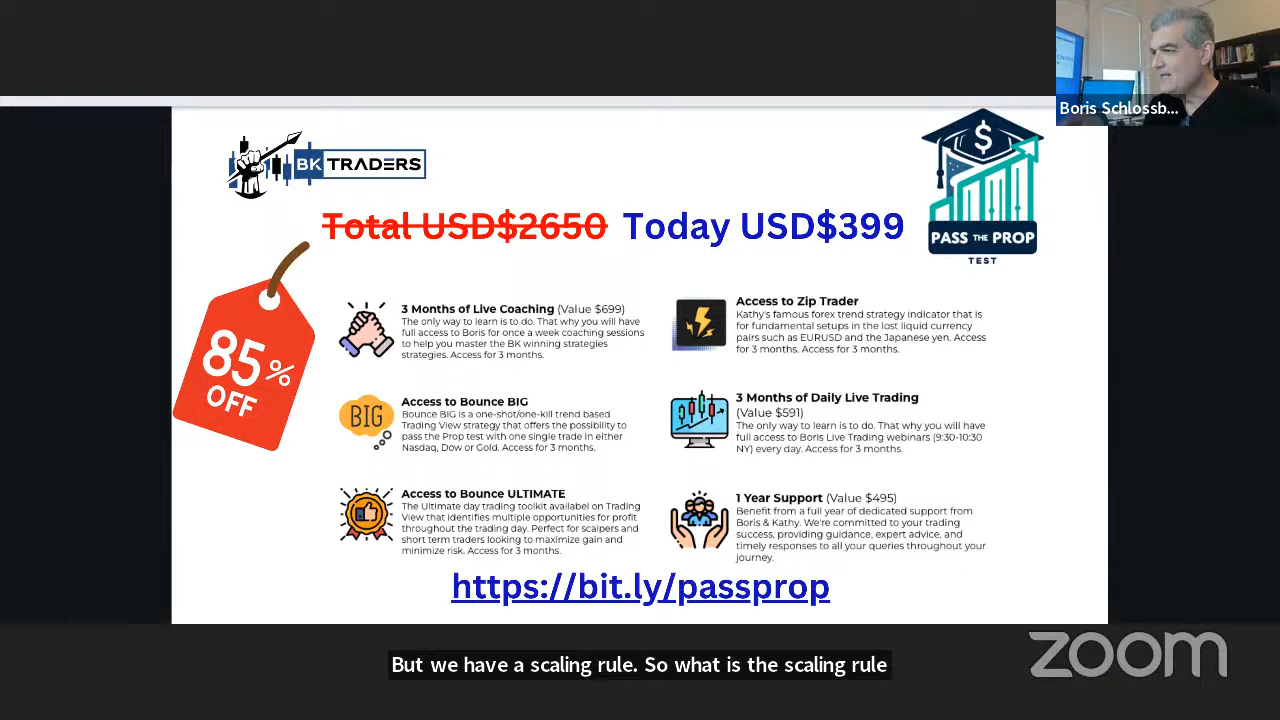 Boris Schlossb...
BK TRADERS
$
PASS THE PROP
TEST
Total USD$2650 Today USD$399
85%
OFF
3 Months of Live Coaching (Value $699)
The only way to learn is to do. That why you will have
full access to Boris for once a week coaching sessions
to help you master the BK winning strategies
strategies. Access for 3 months.
BIG
Access to Bounce BIG
Bounce BIG is a one-shot/one-kill trend based
Trading View strategy that offers the possibility to
pass the Prop test with one single trade in either
Nasdaq, Dow or Gold. Access for 3 months.
Access to Bounce ULTIMATE
The Ultimate day trading toolkit availabel on Trading
View that identifies multiple opportunities for profit
throughout the trading day. Perfect for scalpers and
short term traders looking to maximize gain and
minimize risk. Access for 3 months.
Access to Zip Trader
Kathy's famous forex trend strategy indicator that is
for fundamental setups in the lost liquid currency
pairs such as EURUSD and the Japanese yen. Access
for 3 months. Access for 3 months.
3 Months of Daily Live Trading
(Value $591)
The only way to learn is to do. That why you will have
full access to Boris Live Trading webinars (9:30-10:30
NY) every day. Access for 3 months.
1 Year Support (Value $495)
Benefit from a full year of dedicated support from
Boris & Kathy. We're committed to your trading
success, providing guidance, expert advice, and
timely responses to all your queries throughout your
journey.
https://bit.ly/passprop
But we have a scaling rule. So what is the scaling rule
zoom